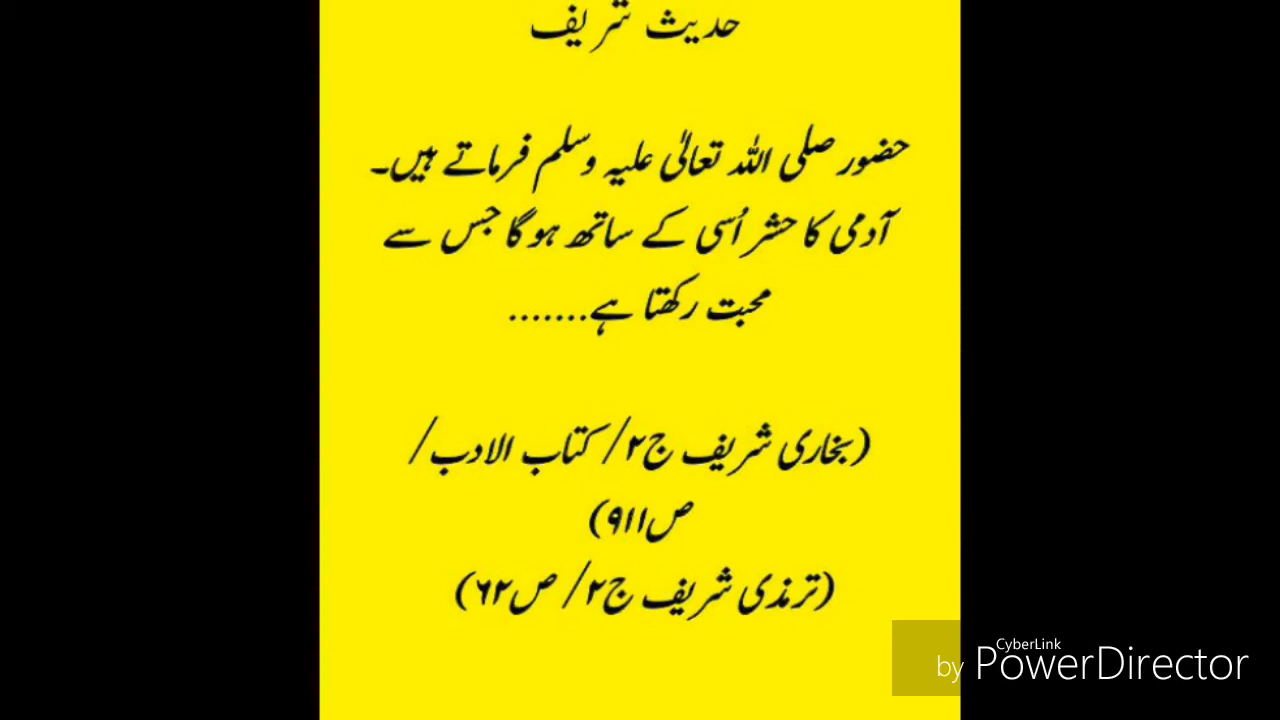 حدیث شریف
حضور صلی اللہ تعالیٰ علیہ وسلم فرماتے ہیں۔
آدمی کا حشر اُسی کے ساتھ ہوگا جس سے
محبت رکھتا ہے.......
(بخاری شریف ج۲/ کتاب الادب/
ص۹۱۱)
(ترمذی شریف ج۲/ ص۶۲)
CyberLink
by PowerDirector